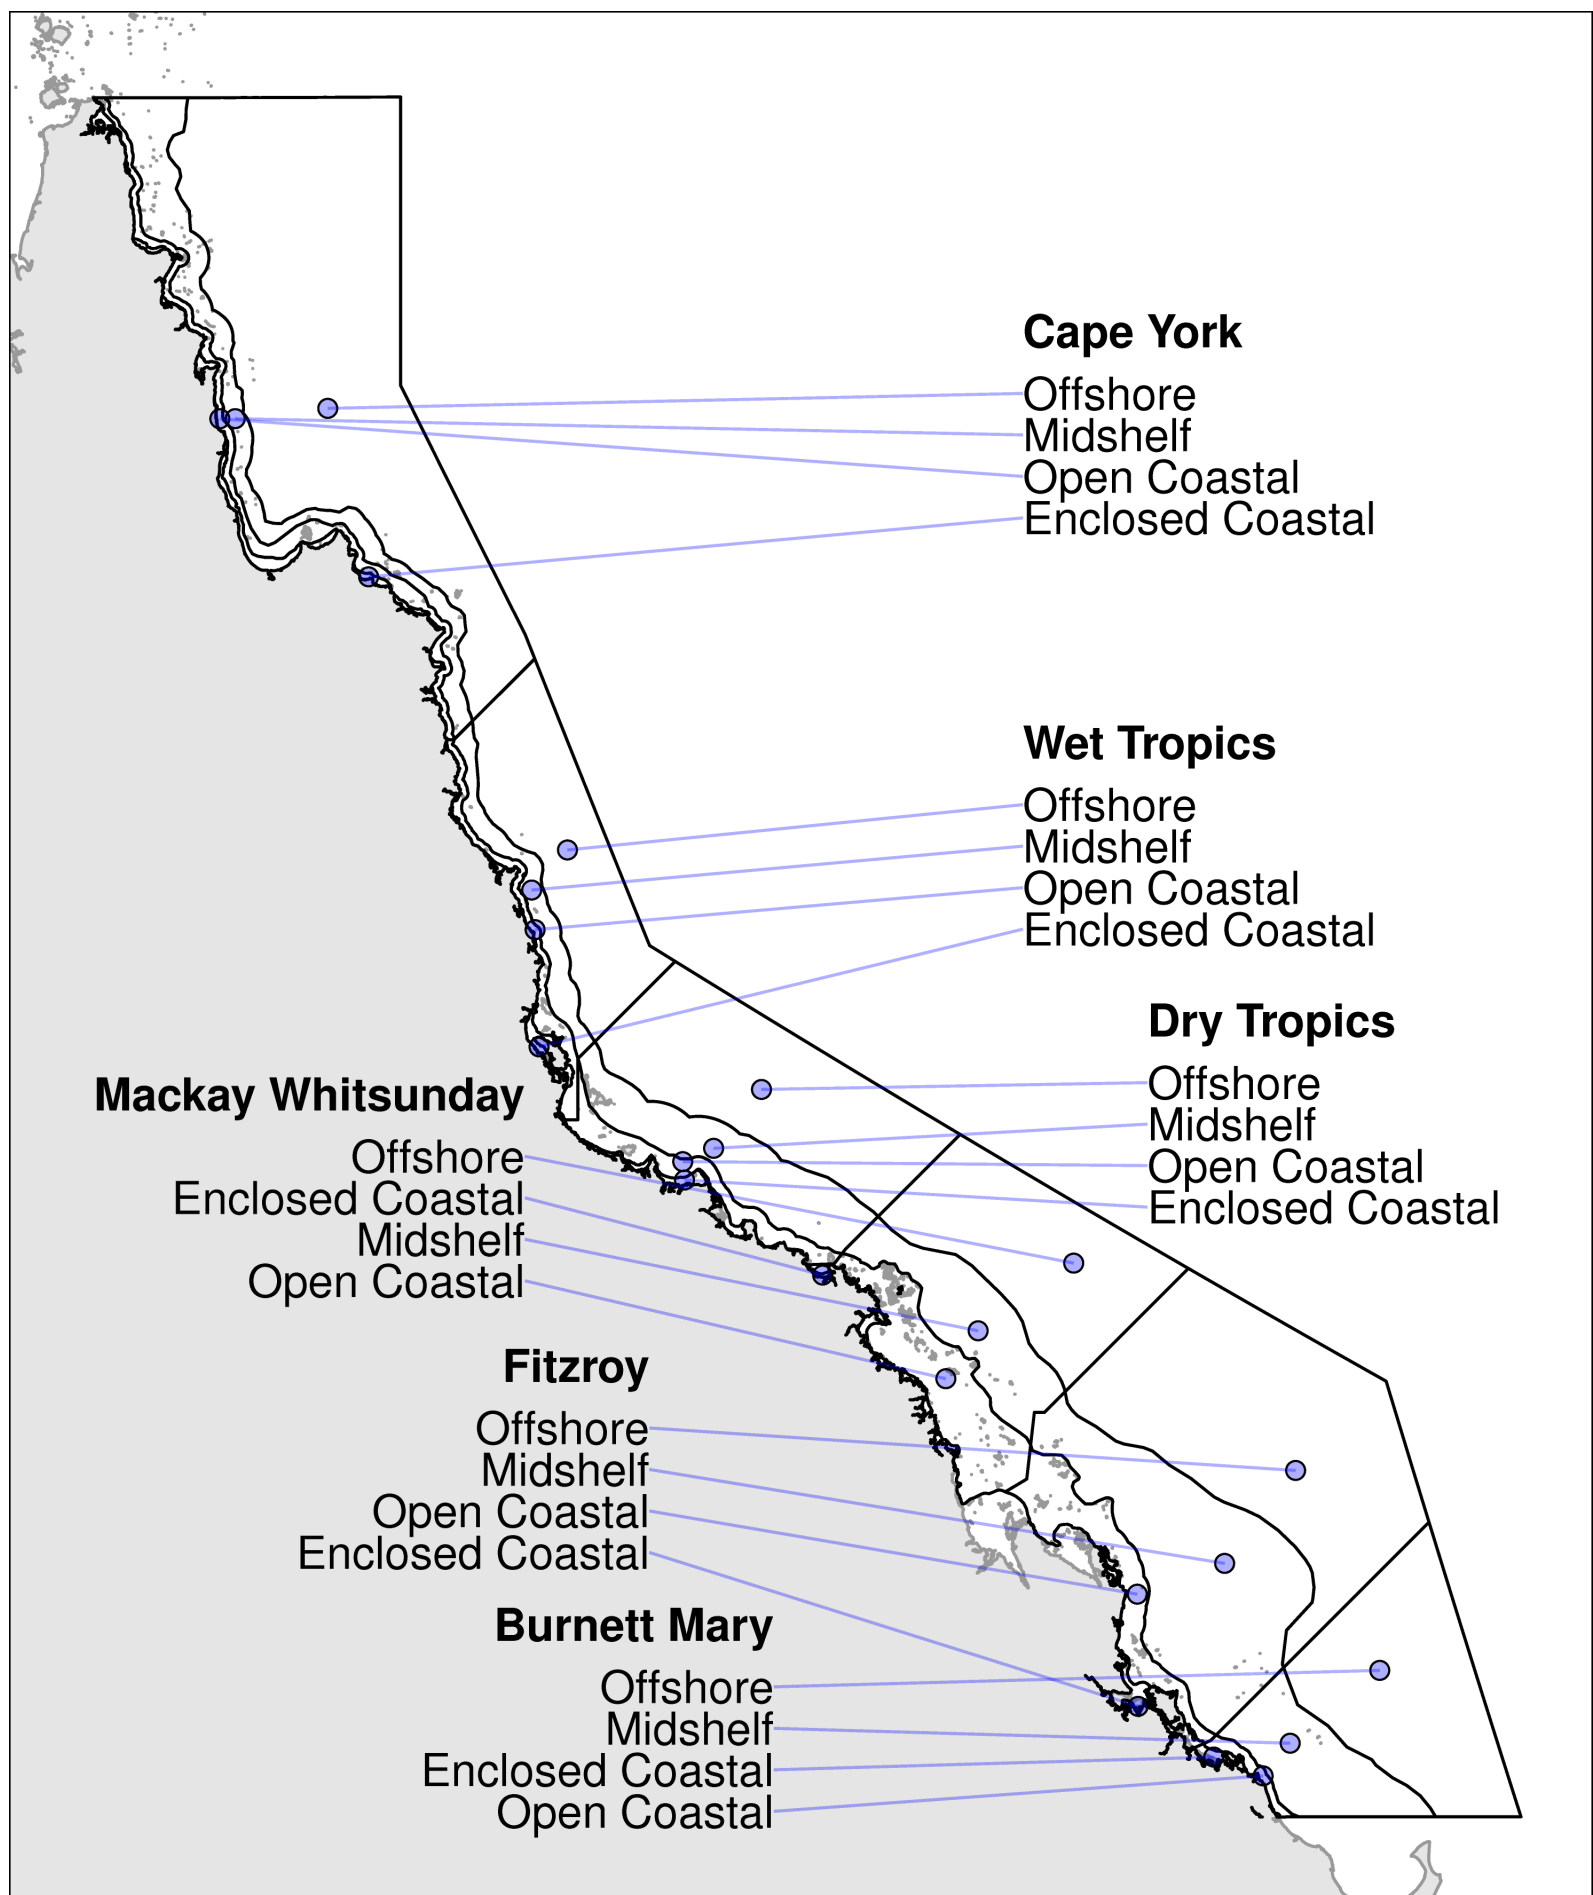 Cape York
Offshore
Midshelf
Open Coastal
Enclosed Coastal
Wet Tropics
Offshore
Midshelf
Open Coastal
Enclosed Coastal
Dry Tropics
Offshore
Midshelf
Open Coastal
Enclosed Coastal
Mackay Whitsunday
Offshore
Enclosed Coastal
Midshelf
Open Coastal
Fitzroy
Offshore
Midshelf
Open Coastal
Enclosed Coastal
Burnett Mary
Offshore
Midshelf
Enclosed Coastal
Open Coastal